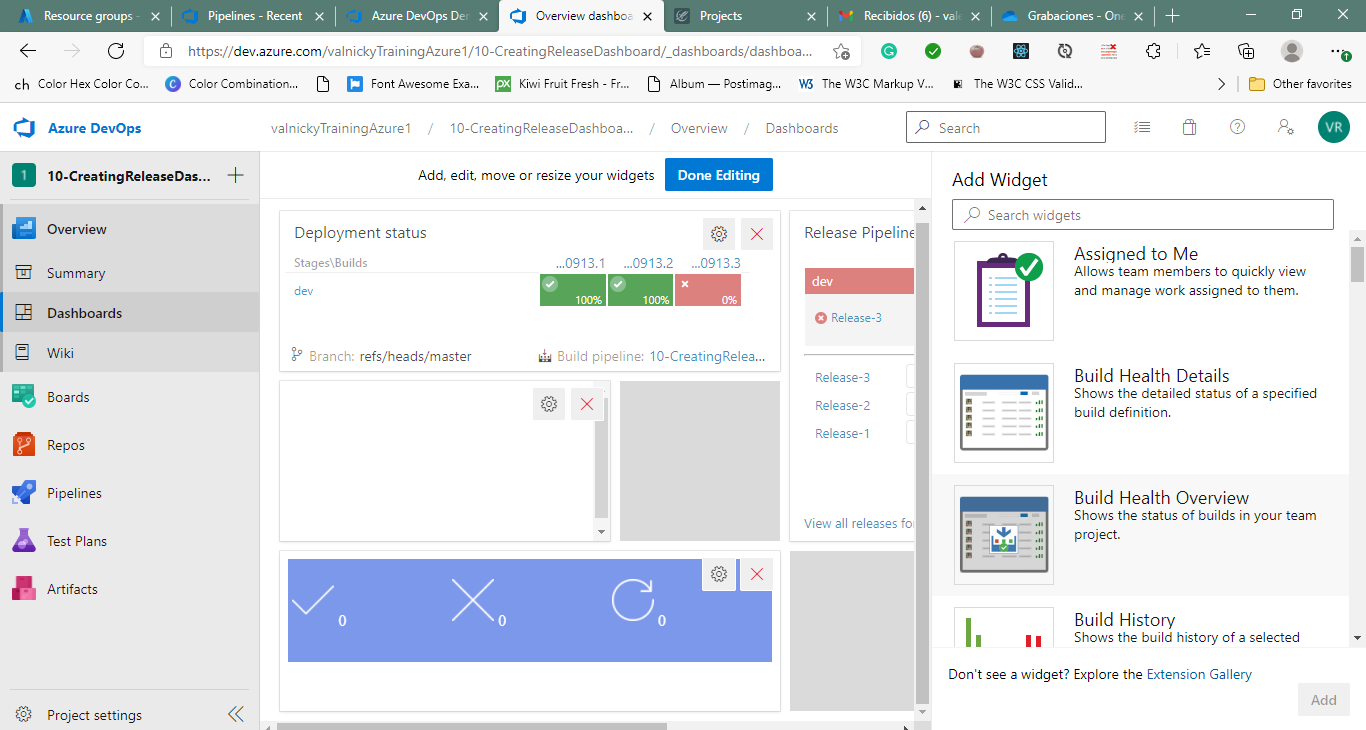 Resource groups -
Pipelines - Recent
Azure DevOps Der
Overview dashboa
Projects
Recibidos (6) - vale
Grabaciones - One
https://dev.azure.com/valnickyTrainingAzure1/10-CreatingReleaseDashboard/_dashboards/dashboa...
ch Color Hex Color Co...
C Color Combination...
Font Awesome Exa...
px Kiwi Fruit Fresh - Fr...
Album — Postimag...
W3 The W3C Markup V...
The W3C CSS Valid...
Other favorites
Azure DevOps
valnickyTrainingAzure1 / 10-CreatingReleaseDashboa... / Overview / Dashboards
Search
VR
1 10-CreatingReleaseDas...
Overview
Summary
Dashboards
Wiki
Boards
Repos
Pipelines
Test Plans
Artifacts
Project settings
Add, edit, move or resize your widgets
Done Editing
Deployment status
Stages\Builds ...0913.1 ...0913.2 ...0913.3
dev 100% 100% 0%
Branch: refs/heads/master Build pipeline: 10-CreatingRelea...
Release Pipeline
dev
Release-3
Release-3
Release-2
Release-1
View all releases for
0 0 0
Add Widget
Search widgets
Assigned to Me
Allows team members to quickly view
and manage work assigned to them.
Build Health Details
Shows the detailed status of a specified
build definition.
Build Health Overview
Shows the status of builds in your team
project.
Build History
Shows the build history of a selected
Don't see a widget? Explore the Extension Gallery
Add